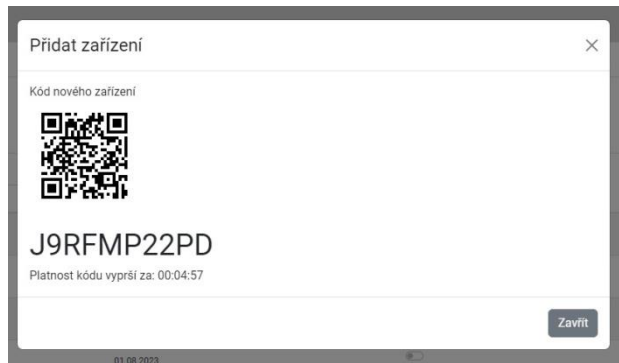 Přidat zařízení
Kód nového zařízení
J9RFMP22PD
Platnost kódu vyprší za: 00:04:57
Zavřít
01.08.2023